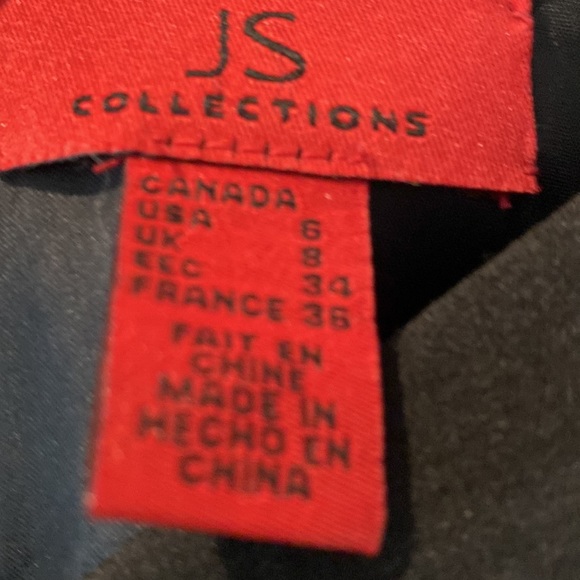 JS
COLLECTIONS
CANADA
USA 6
UK 8
EEC 34
FRANCE 36
FAIT EN
CHINE
MADE IN
HECHO EN
CHINA